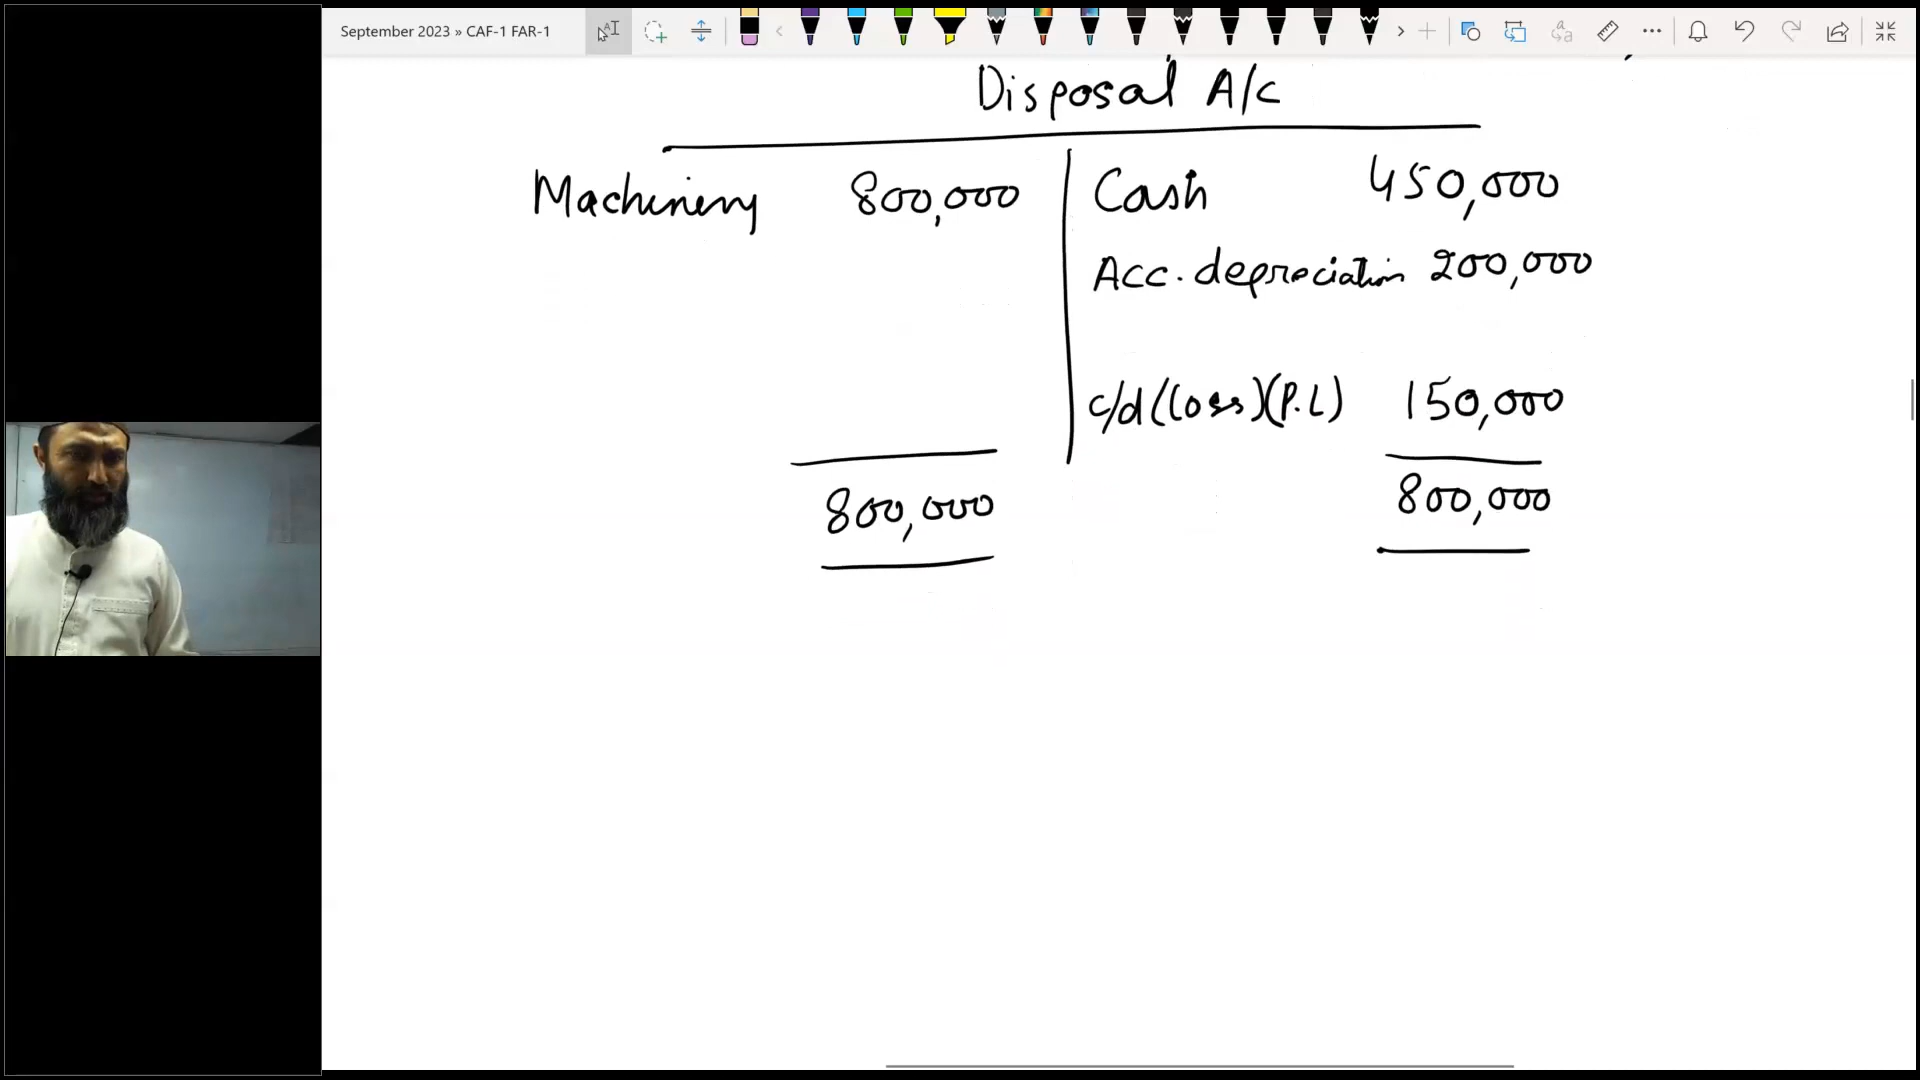 September 2023 » CAF-1 FAR-1
Disposal A/c
Machinery 800,000 Cash 450,000
Acc. depreciation 200,000
c/d (loss) (P.L) 150,000
800,000 800,000